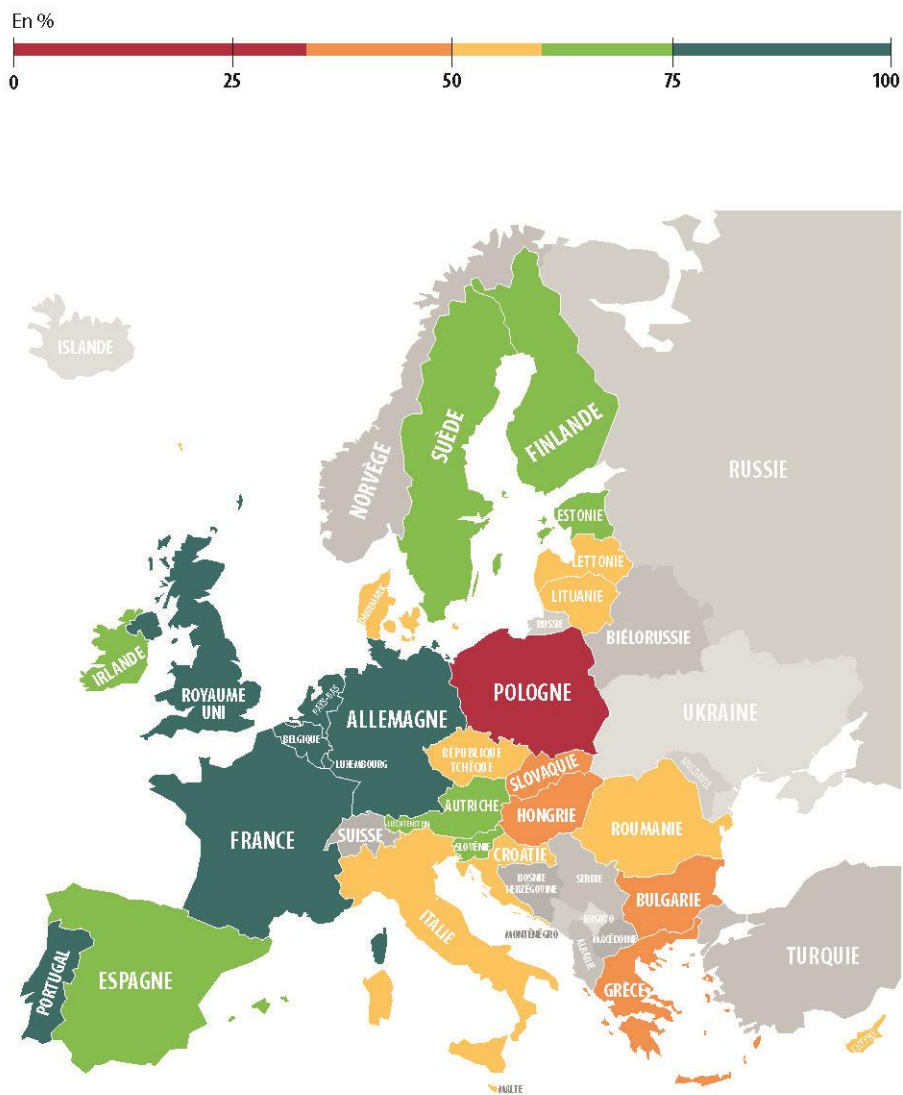 En %
0 25 50 75 100
ISLANDE
NORVÈGE
SUÈDE
FINLANDE
RUSSIE
ESTONIE
LETTONIE
LITUANIE
DANEMARK
RUSSIE
BIÉLORUSSIE
IRLANDE
ROYAUME
UNI
PAYS-BAS
BELGIQUE
LUXEMBOURG
ALLEMAGNE
POLOGNE
UKRAINE
RÉPUBLIQUE
TCHÈQUE
SLOVAQUIE
MOLDAVIE
FRANCE
SUISSE
LIECHTENSTEIN
AUTRICHE
HONGRIE
ROUMANIE
SLOVÉNIE
CROATIE
BOSNIE
HERZÉGOVINE
SERBIE
BULGARIE
ITALIE
MONTÉNÉGRO
KOSOVO
MACÉDOINE
ALBANIE
PORTUGAL
ESPAGNE
GRÈCE
TURQUIE
CHYPRE
MALTE